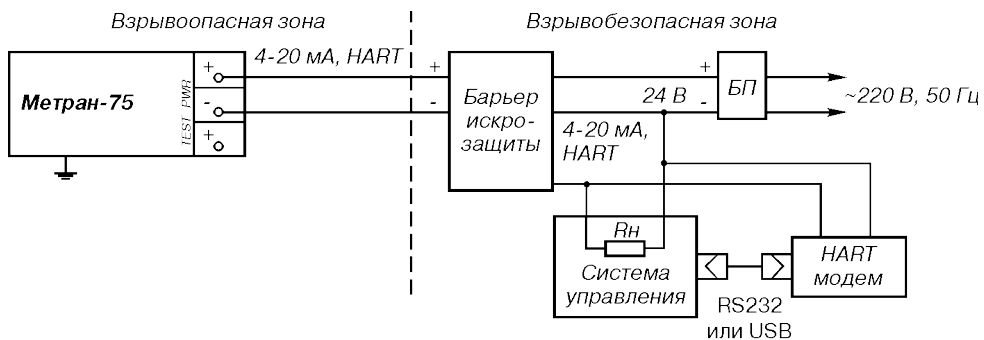 Взрывоопасная зона
Взрывобезопасная зона
4-20 мА, HART
Метран-75
TEST PWR
+
-
+
+
-
Барьер
искро-
защиты
+
24 В
-
БП
~220 В, 50 Гц
4-20 мА,
HART
Rн
Система
управления
HART
модем
RS232
или USB